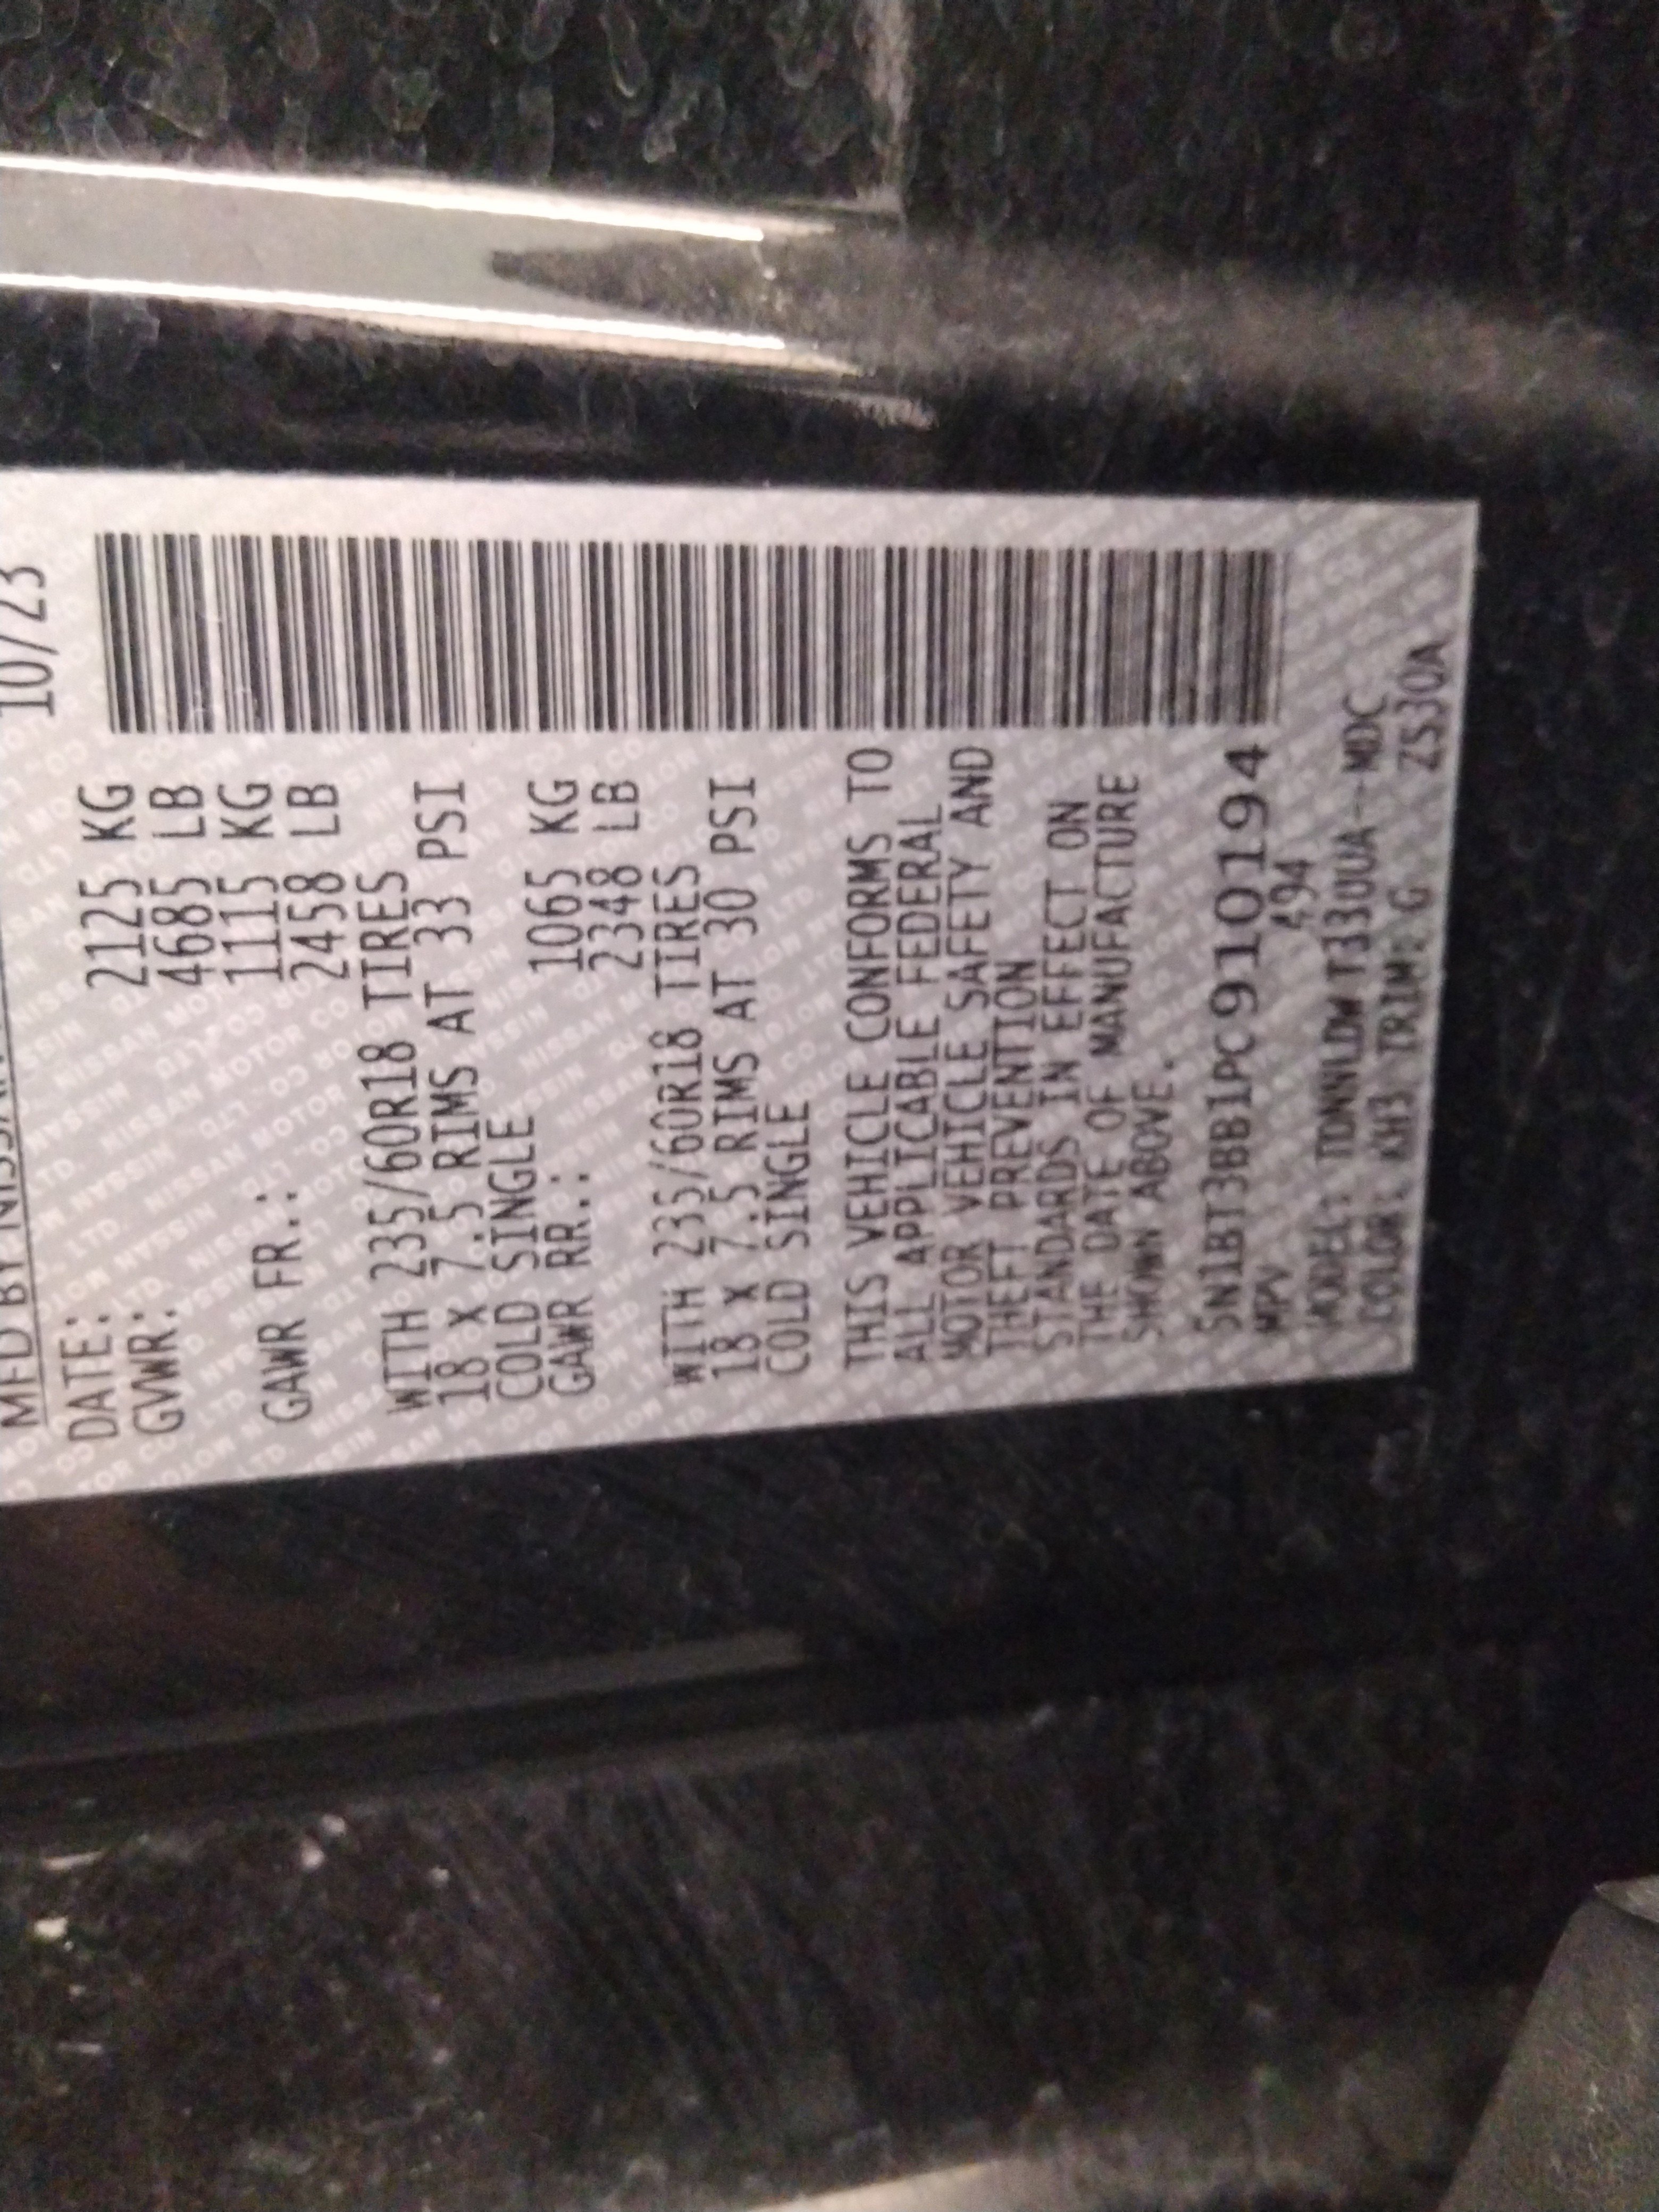 MFD BY NISSAN
DATE: 10/23
GVWR: 2125 KG
4685 LB
GAWR FR.: 1115 KG
2458 LB
WITH 235/60R18 TIRES
18 X 7.5 RIMS AT 33 PSI
COLD SINGLE
GAWR RR.: 1065 KG
2348 LB
WITH 235/60R18 TIRES
18 X 7.5 RIMS AT 30 PSI
COLD SINGLE
THIS VEHICLE CONFORMS TO
ALL APPLICABLE FEDERAL
MOTOR VEHICLE SAFETY AND
THEFT PREVENTION
STANDARDS IN EFFECT ON
THE DATE OF MANUFACTURE
SHOWN ABOVE.
5N1BT3BB1PC910194
MPV 494
MODEL:
COLOR: KH3 TRIM: G ZS30A